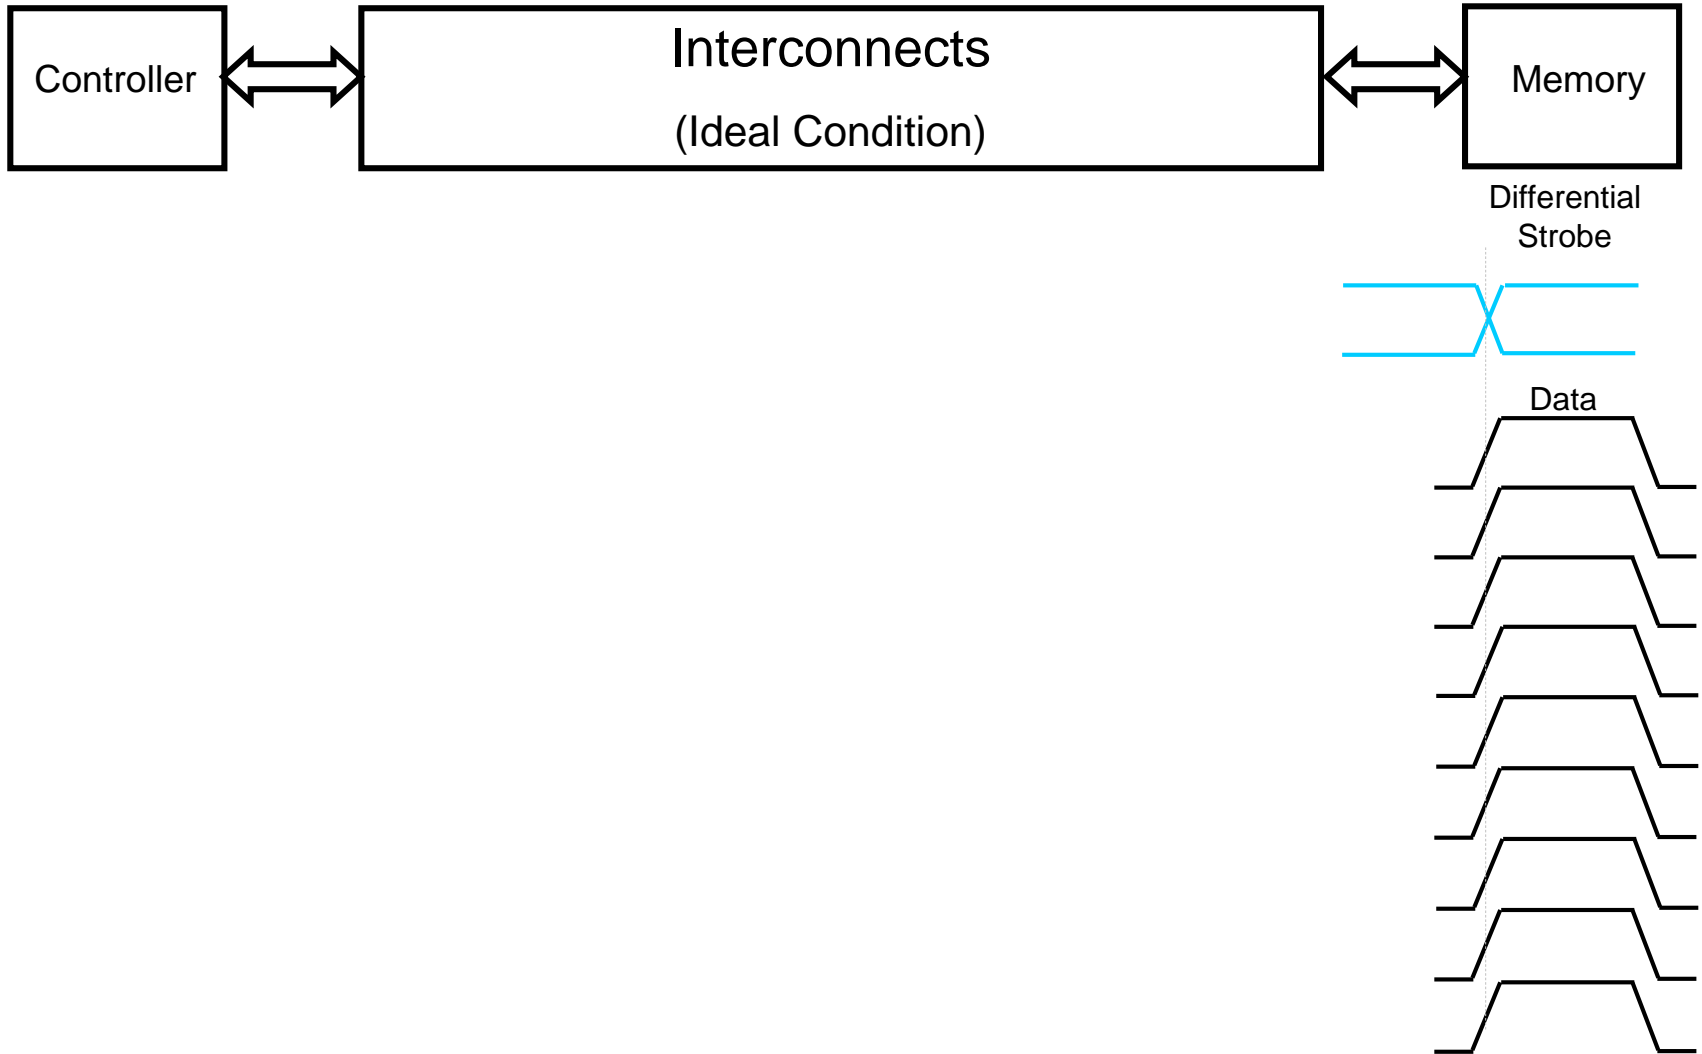 Controller
Interconnects
(Ideal Condition)
Memory
Differential
Strobe
Data